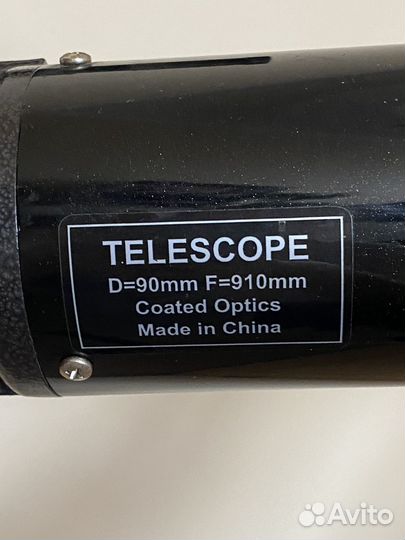 TELESCOPE
D=90mm F=910mm
Coated Optics
Made in China
Avito